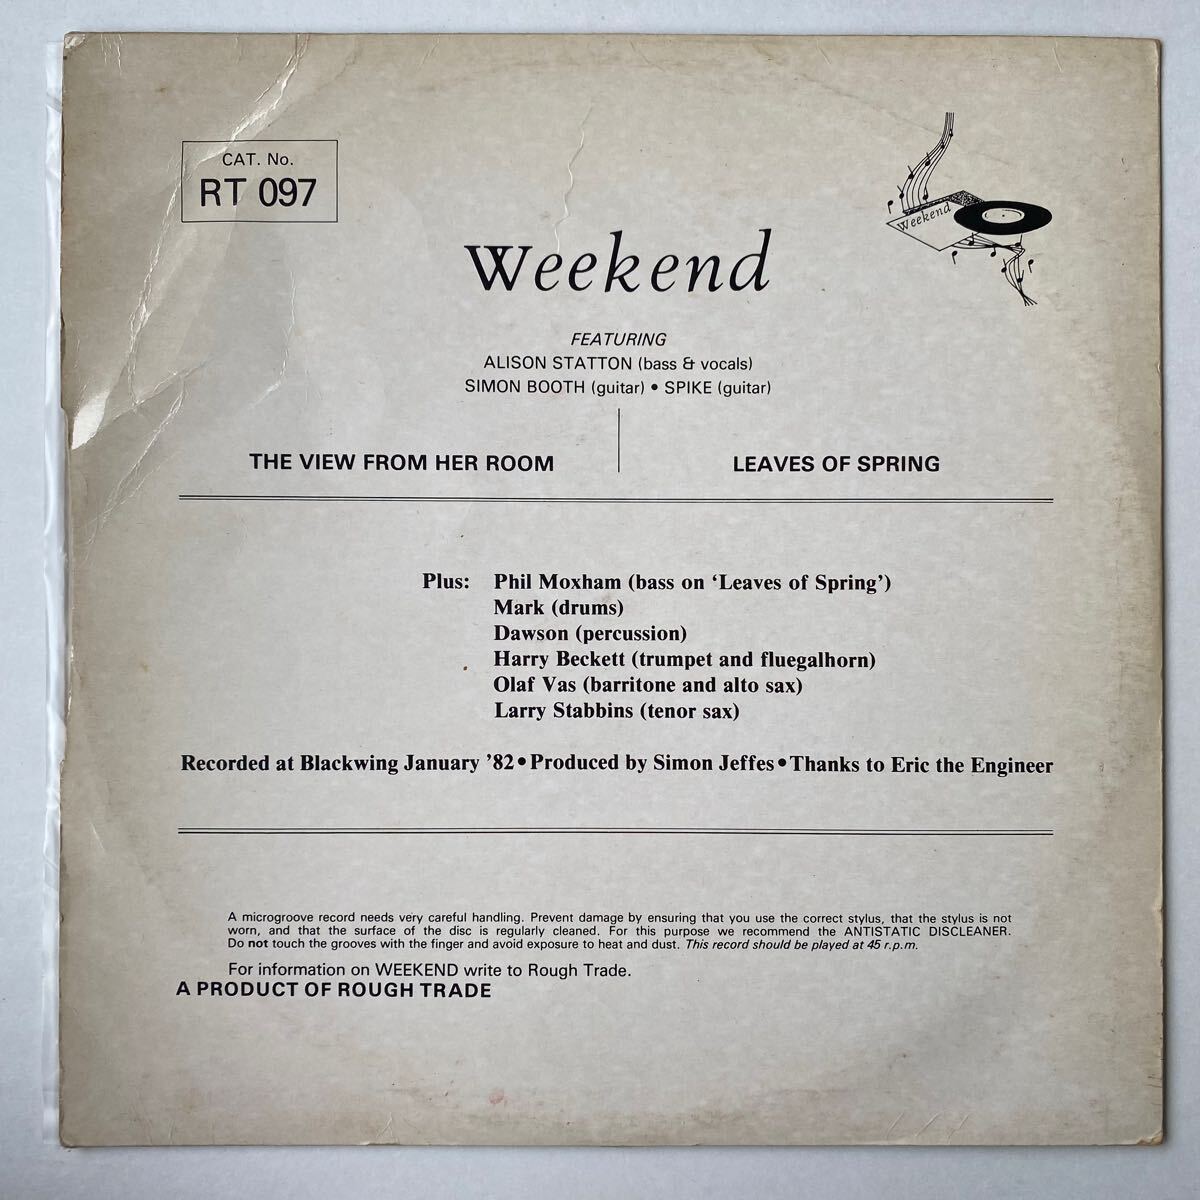 CAT. No.
RT 097
Weekend
Weekend
FEATURING
ALISON STATTON (bass & vocals)
SIMON BOOTH (guitar) • SPIKE (guitar)
THE VIEW FROM HER ROOM
LEAVES OF SPRING
Plus: Phil Moxham (bass on ‘Leaves of Spring’)
Mark (drums)
Dawson (percussion)
Harry Beckett (trumpet and fluegalhorn)
Olaf Vas (barritone and alto sax)
Larry Stabbins (tenor sax)
Recorded at Blackwing January ’82•Produced by Simon Jeffes•Thanks to Eric the Engineer
A microgroove record needs very careful handling. Prevent damage by ensuring that you use the correct stylus, that the stylus is not
worn, and that the surface of the disc is regularly cleaned. For this purpose we recommend the ANTISTATIC DISCLEANER.
Do not touch the grooves with the finger and avoid exposure to heat and dust. This record should be played at 45 r.p.m.
For information on WEEKEND write to Rough Trade.
A PRODUCT OF ROUGH TRADE